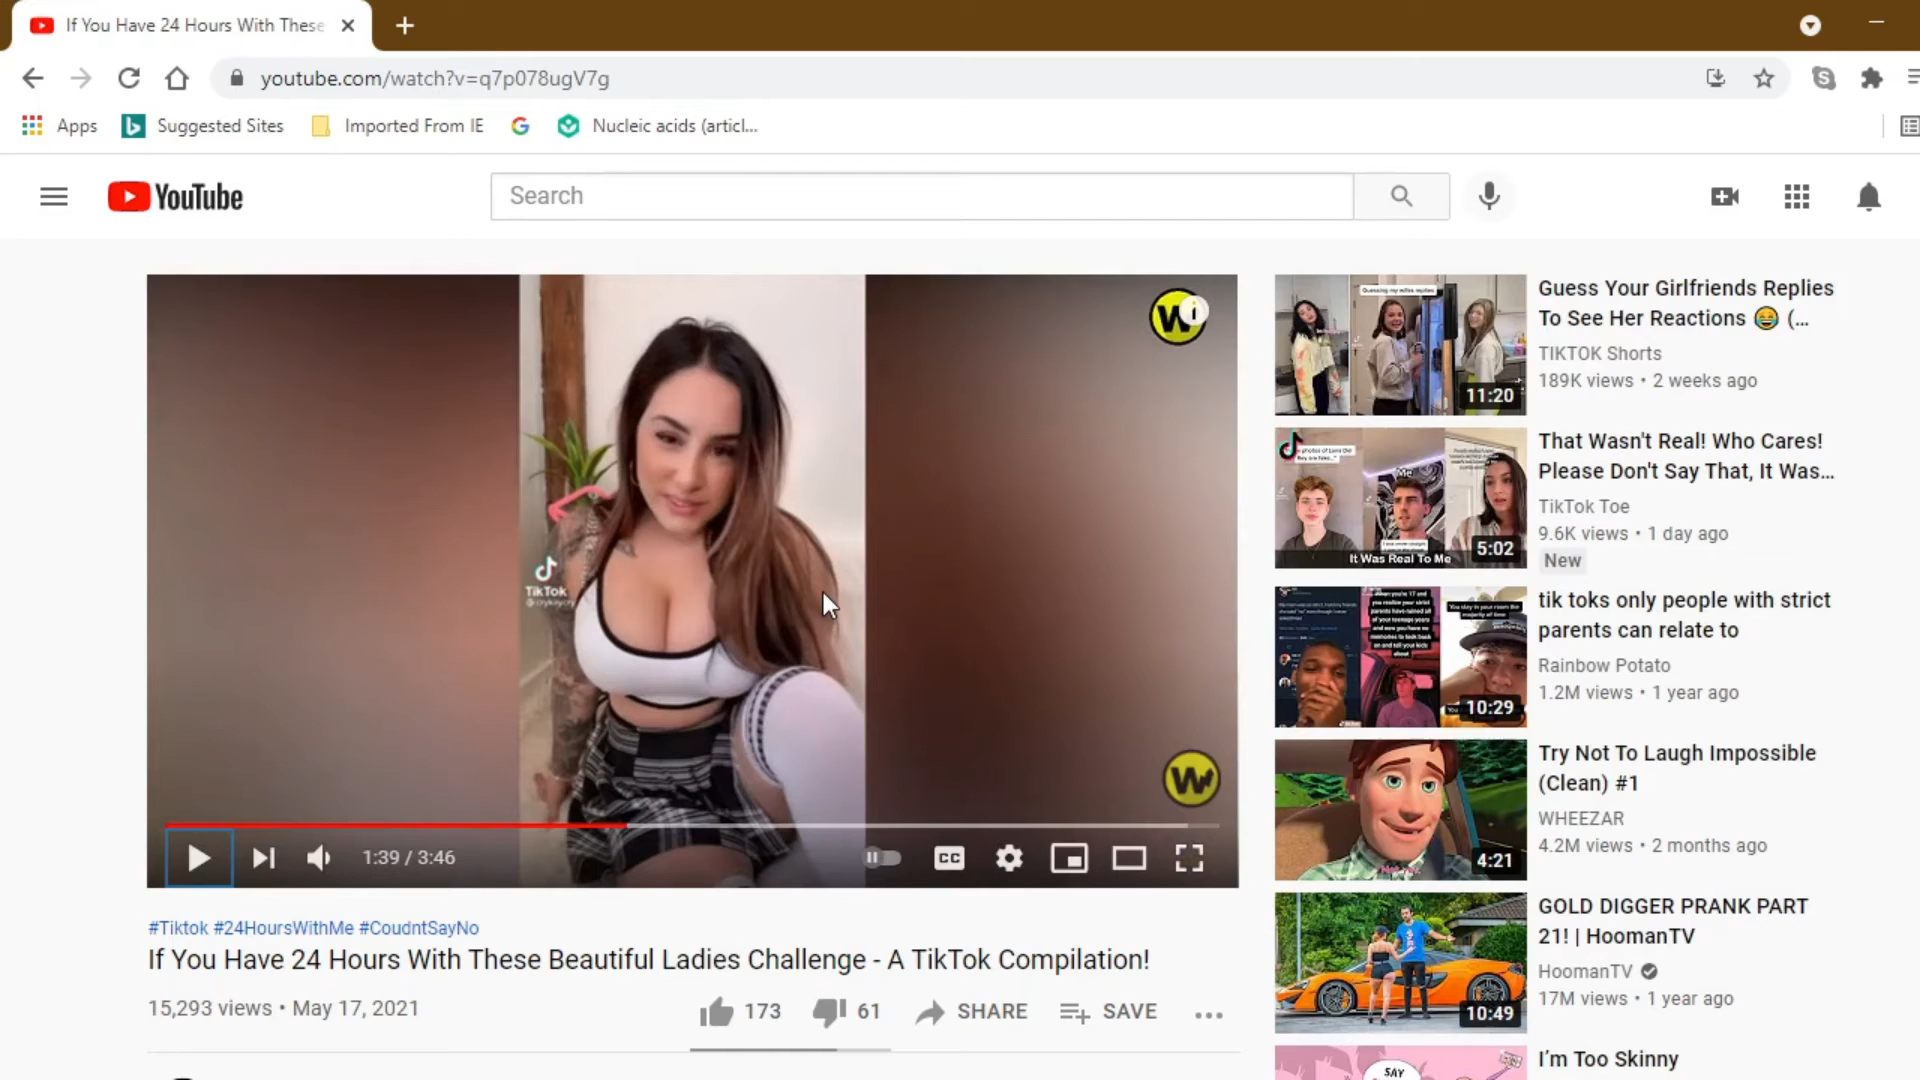 If You Have 24 Hours With These
youtube.com/watch?v=q7p078ugV7g
Apps
Suggested Sites
Imported From IE
Nucleic acids (articl...
YouTube
Search
TikTok
1:39 / 3:46
CC
#Tiktok #24HoursWithMe #CoudntSayNo
If You Have 24 Hours With These Beautiful Ladies Challenge - A TikTok Compilation!
15,293 views • May 17, 2021
173
61
SHARE
SAVE
Guessing my wifes replies
11:20
Guess Your Girlfriends Replies
To See Her Reactions 😂 (...
TIKTOK Shorts
189K views • 2 weeks ago
Me
It Was Real To Me
5:02
That Wasn't Real! Who Cares!
Please Don't Say That, It Was...
TikTok Toe
9.6K views • 1 day ago
New
10:29
tik toks only people with strict
parents can relate to
Rainbow Potato
1.2M views • 1 year ago
4:21
Try Not To Laugh Impossible
(Clean) #1
WHEEZAR
4.2M views • 2 months ago
10:49
GOLD DIGGER PRANK PART
21! | HoomanTV
HoomanTV
17M views • 1 year ago
SAY
I'm Too Skinny